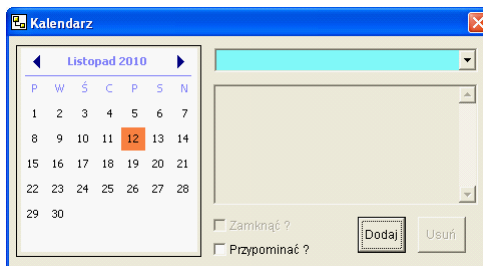 Kalendarz
Listopad 2010
P W Ś C P S N
1 2 3 4 5 6 7
8 9 10 11 12 13 14
15 16 17 18 19 20 21
22 23 24 25 26 27 28
29 30
Zamknąć ?
Przypominać ?
Dodaj
Usuń